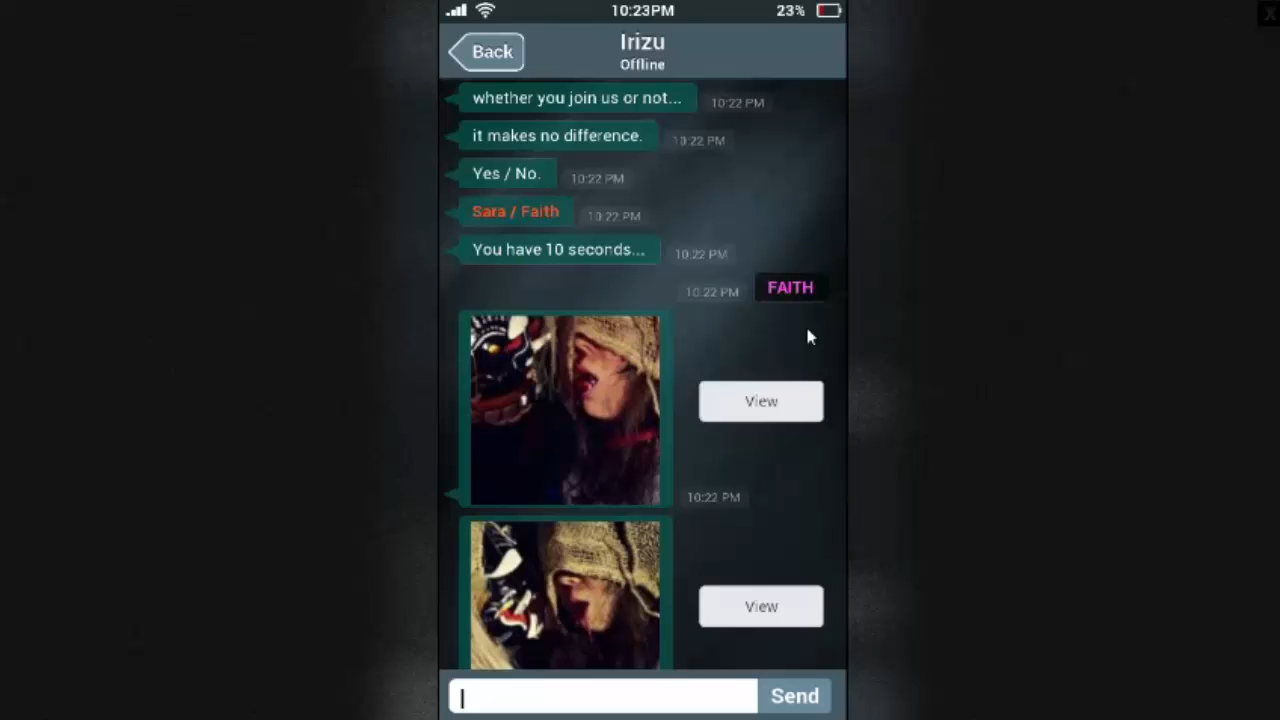 10:23PM
23%
Back
Irizu
Offline
whether you join us or not...
10:22 PM
it makes no difference.
10:22 PM
Yes / No.
10:22 PM
Sara / Faith
10:22 PM
You have 10 seconds...
10:22 PM
10:22 PM
FAITH
View
10:22 PM
View
Send
X